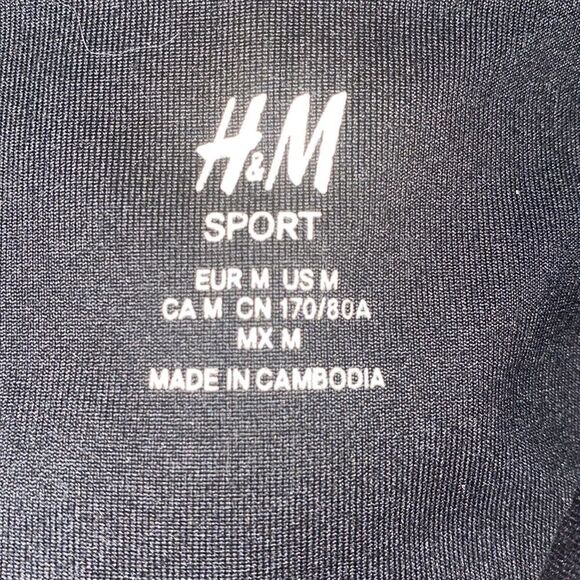 H&M
SPORT
EUR M US M
CA M CN 170/80A
MX M
MADE IN CAMBODIA